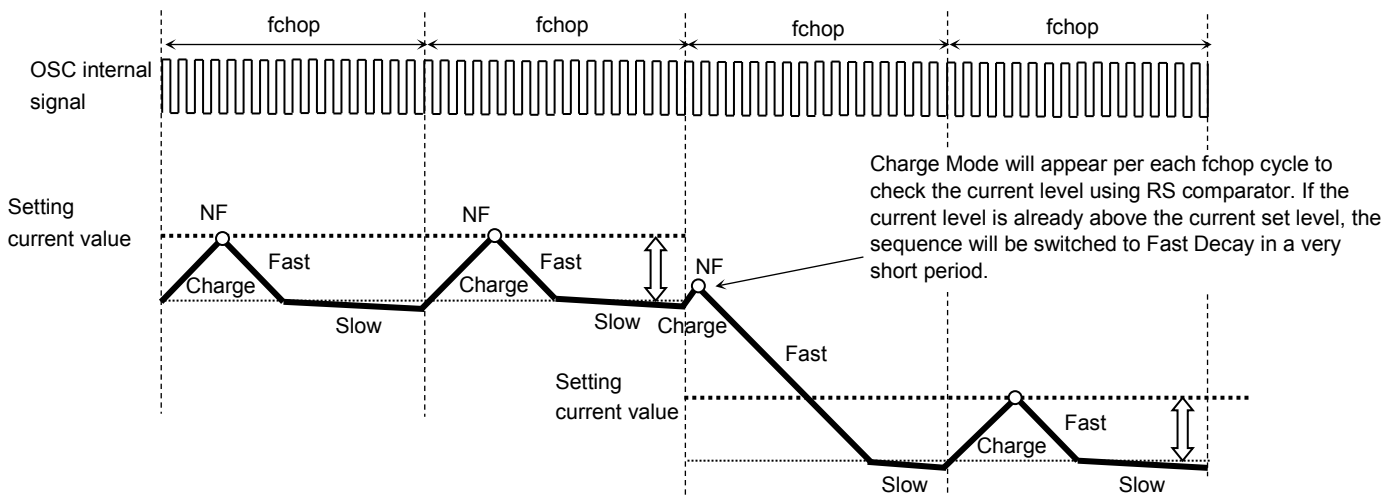 fchop
fchop
fchop
fchop
OSC internal
signal
Charge Mode will appear per each fchop cycle to
check the current level using RS comparator. If the
current level is already above the current set level, the
sequence will be switched to Fast Decay in a very
short period.
Setting
current value
NF
NF
NF
Fast
Fast
Charge
Charge
Slow
Slow
Charge
Fast
Setting
current value
Fast
Charge
Slow
Slow